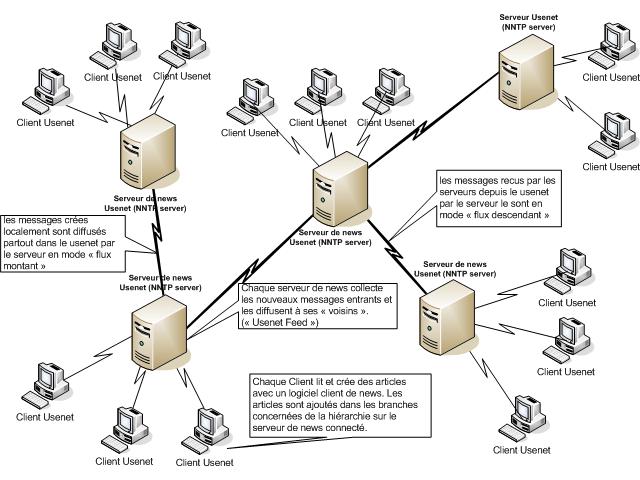 Serveur Usenet
(NNTP server)
Client Usenet
Client Usenet
Client Usenet
Client Usenet
Client Usenet
Client Usenet
Client Usenet
Client Usenet
les messages recus par les
serveurs depuis le usenet
par le serveur le sont en
mode « flux descendant »
Serveur de news
Usenet (NNTP server)
les messages crées
localement sont diffusés
partout dans le usenet par
le serveur en mode « flux
montant »
Serveur de news
Usenet (NNTP server)
Serveur de news
Usenet (NNTP server)
Serveur de news
Usenet (NNTP server)
Chaque serveur de news collecte
les nouveaux messages entrants et
les diffusent à ses « voisins ».
(« Usenet Feed »)
Client Usenet
Client Usenet
Chaque Client lit et crée des articles
avec un logiciel client de news. Les
articles sont ajoutés dans les branches
concernées de la hiérarchie sur le
serveur de news connecté.
Client Usenet
Client Usenet
Client Usenet
Client Usenet